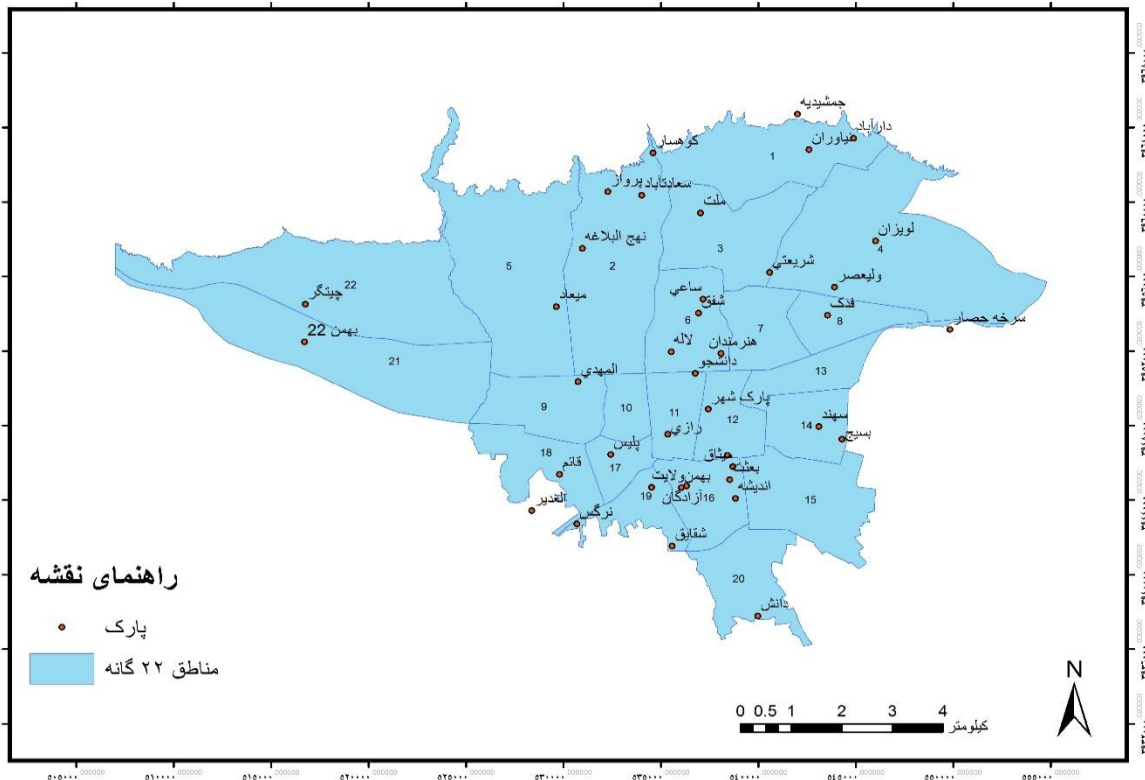 جمشیدیه
دارآباد
نیاوران
کوهسار
1
پرواز
سعادتآباد
ملت
نهج البلاغه
لویزان
5
2
3
4
شریعتی
ولیعصر
چیتگر
22
میعاد
ساعي
شفق
6
7
فدک
8
سرخه حصار
22 بهمن
21
لاله
هنرمندان
دانشجو
المهدي
13
9
10
11
پارک شهر
12
سهند
14
بسیج
رازي
پلیس
18
17
میثاق
بعثت
قائم
ولایت
بهمن
اندیشه
19
آزادگان
16
15
الغدیر
نرگس
شقایق
20
دانش
راهنمای نقشه
پارک
مناطق ۲۲ گانه
N
0 0.5 1 2 3 4
کیلومتر